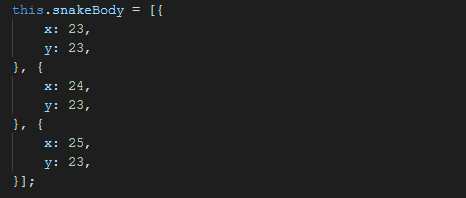 this.snakeBody = [{
    x: 23,
    y: 23,
}, {
    x: 24,
    y: 23,
}, {
    x: 25,
    y: 23,
}];